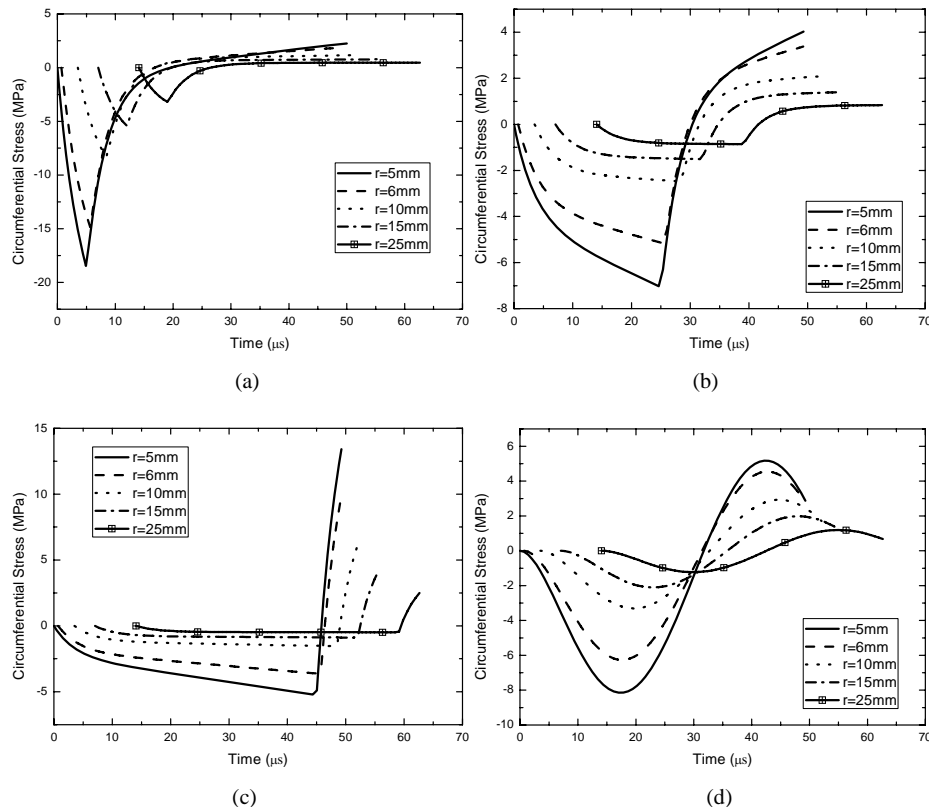 5
0
-5
-10
-15
-20
Circumferential Stress (MPa)
r=5mm
r=6mm
r=10mm
r=15mm
r=25mm
0 10 20 30 40 50 60 70
Time (μs)
(a)
6
4
2
0
-2
-4
-6
-8
Circumferential Stress (MPa)
r=5mm
r=6mm
r=10mm
r=15mm
r=25mm
0 10 20 30 40 50 60 70
Time (μs)
(b)
15
10
5
0
-5
Circumferential Stress (MPa)
r=5mm
r=6mm
r=10mm
r=15mm
r=25mm
0 10 20 30 40 50 60 70
Time (μs)
(c)
6
4
2
0
-2
-4
-6
-8
-10
Circumferential Stress (MPa)
r=5mm
r=6mm
r=10mm
r=15mm
r=25mm
0 10 20 30 40 50 60 70
Time (μs)
(d)